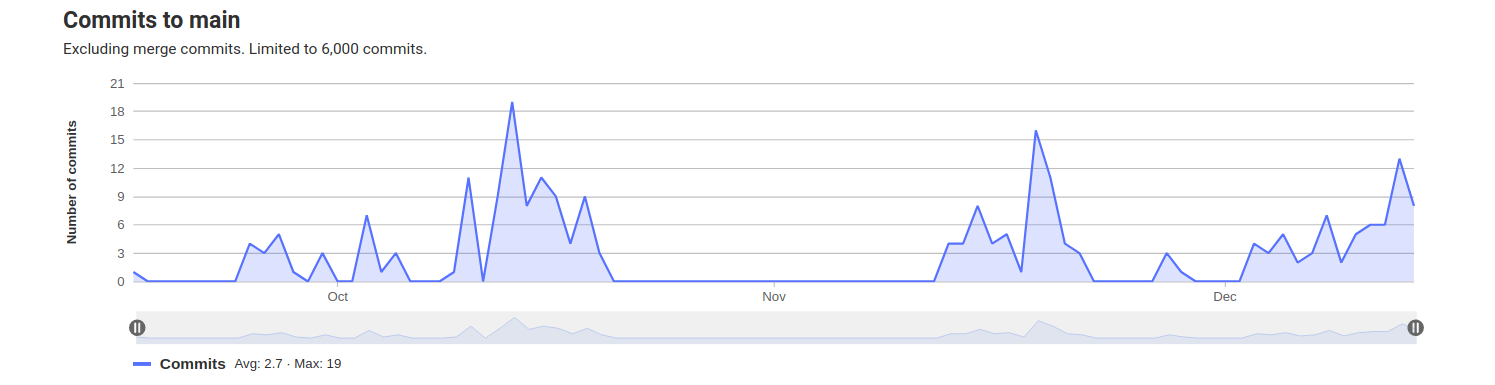 Commits to main
Excluding merge commits. Limited to 6,000 commits.
Number of commits
21
18
15
12
9
6
3
0
Oct Nov Dec
Commits Avg: 2.7 · Max: 19